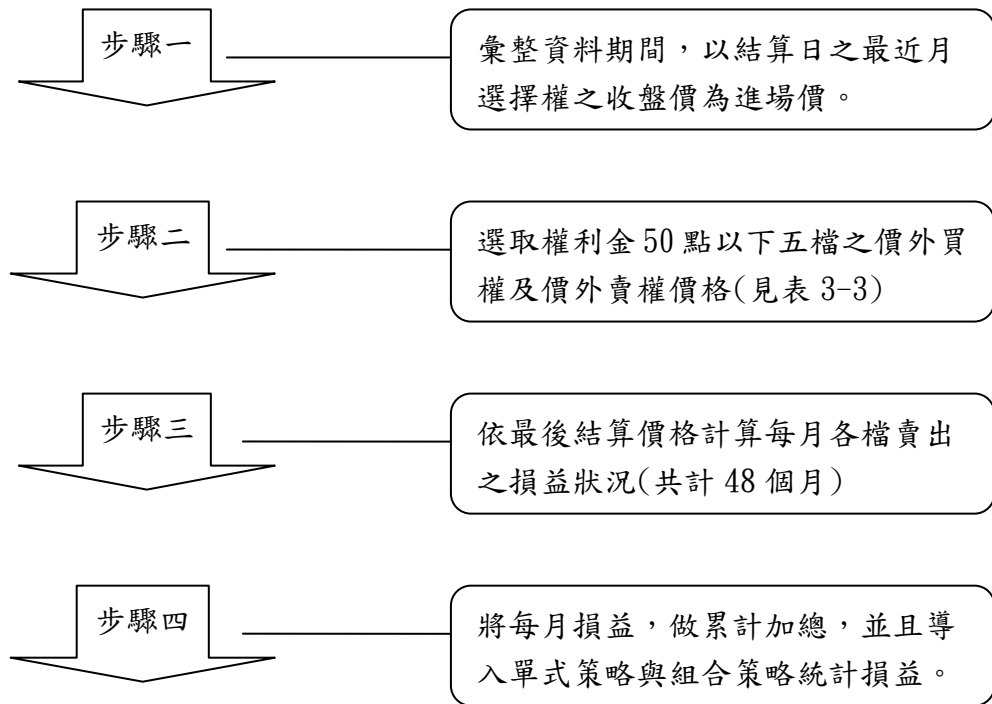 步驟一
彙整資料期間，以結算日之最近月
選擇權之收盤價為進場價。
步驟二
選取權利金 50 點以下五檔之價外買
權及價外賣權價格(見表 3-3)
步驟三
依最後結算價格計算每月各檔賣出
之損益狀況(共計 48 個月)
步驟四
將每月損益，做累計加總，並且導
入單式策略與組合策略統計損益。